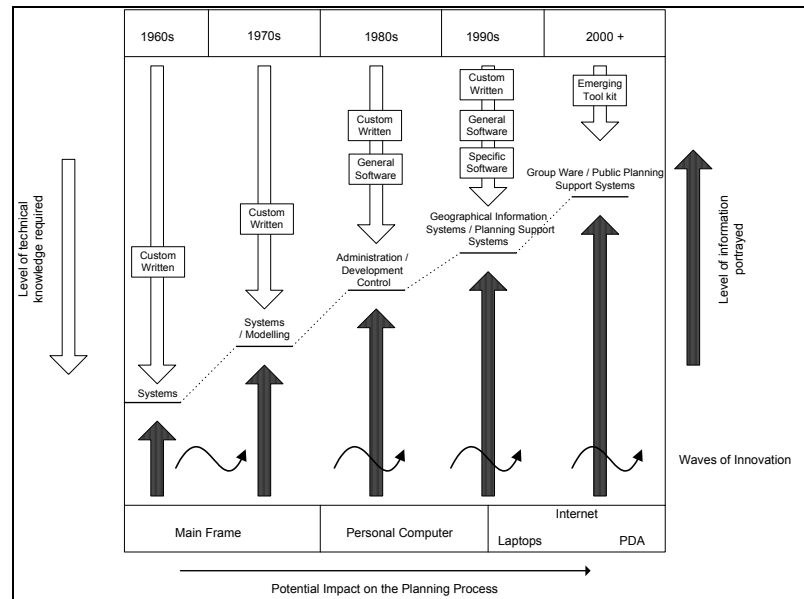 1960s
1970s
1980s
1990s
2000 +
Custom
Written
Custom
Written
Custom
Written
General
Software
Custom
Written
General
Software
Specific
Software
Emerging
Tool kit
Systems
Systems
/ Modelling
Administration /
Development
Control
Geographical Information
Systems / Planning Support
Systems
Group Ware / Public Planning
Support Systems
Level of technical
knowledge required
Level of information
portrayed
Waves of Innovation
Main Frame
Personal Computer
Internet
Laptops
PDA
Potential Impact on the Planning Process